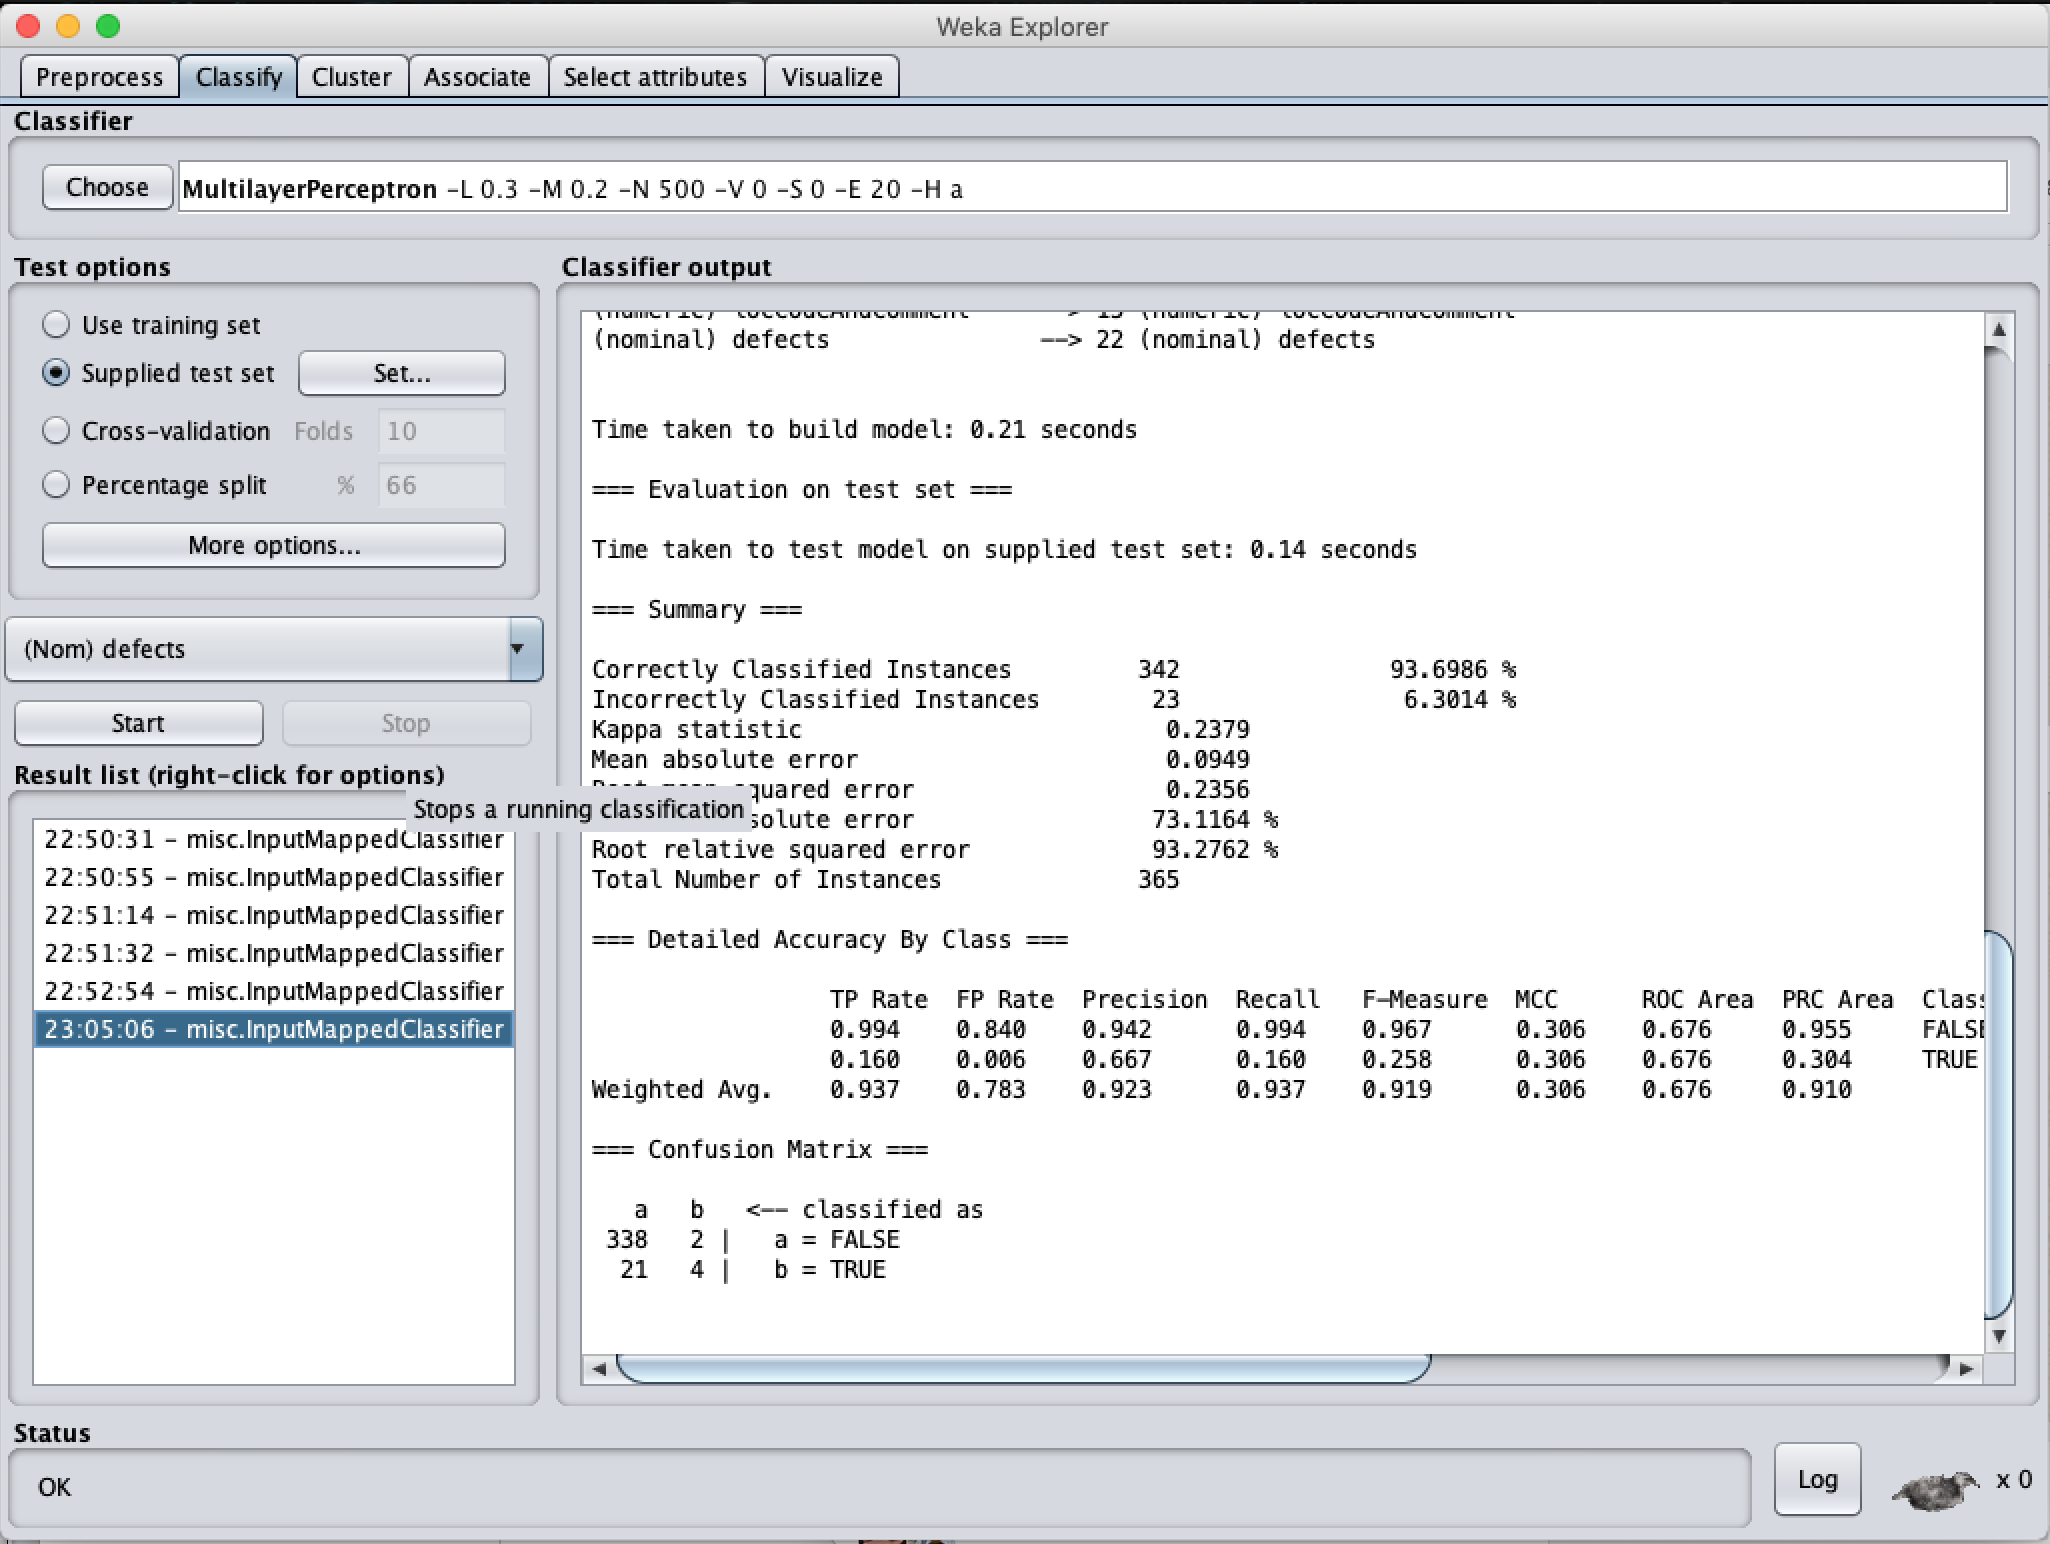 Weka Explorer
Preprocess Classify Cluster Associate Select attributes Visualize
Classifier
Choose MultilayerPerceptron -L 0.3 -M 0.2 -N 500 -V 0 -S 0 -E 20 -H a
Test options
Use training set
Supplied test set Set...
Cross-validation Folds 10
Percentage split % 66
More options...
(Nom) defects
Start Stop
Result list (right-click for options)
Stops a running classification
22:50:31 - misc.InputMappedClassifier
22:50:55 - misc.InputMappedClassifier
22:51:14 - misc.InputMappedClassifier
22:51:32 - misc.InputMappedClassifier
22:52:54 - misc.InputMappedClassifier
23:05:06 - misc.InputMappedClassifier
Classifier output
(numeric) locCodeAndComment --> 13 (numeric) locCodeAndComment
(nominal) defects --> 22 (nominal) defects
Time taken to build model: 0.21 seconds
=== Evaluation on test set ===
Time taken to test model on supplied test set: 0.14 seconds
=== Summary ===
Correctly Classified Instances 342 93.6986 %
Incorrectly Classified Instances 23 6.3014 %
Kappa statistic 0.2379
Mean absolute error 0.0949
Root mean squared error 0.2356
solute error 73.1164 %
Root relative squared error 93.2762 %
Total Number of Instances 365
=== Detailed Accuracy By Class ===
TP Rate FP Rate Precision Recall F-Measure MCC ROC Area PRC Area Clas
0.994 0.840 0.942 0.994 0.967 0.306 0.676 0.955 FALSE
0.160 0.006 0.667 0.160 0.258 0.306 0.676 0.304 TRUE
Weighted Avg. 0.937 0.783 0.923 0.937 0.919 0.306 0.676 0.910
=== Confusion Matrix ===
a b <-- classified as
338 2 | a = FALSE
21 4 | b = TRUE
Status
OK
Log x 0